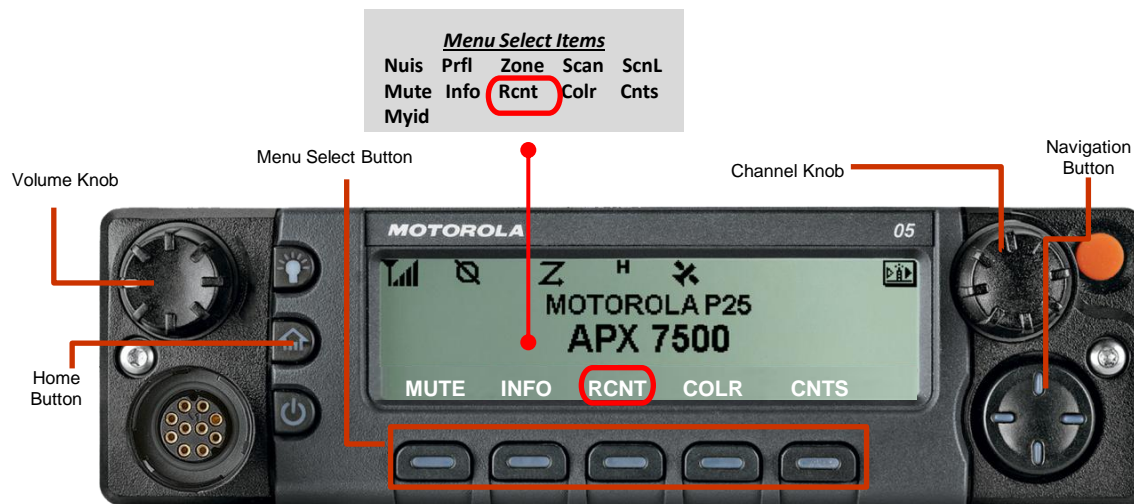 Menu Select Items
Nuis Prfl Zone Scan ScnL
Mute Info Rcnt Colr Cnts
Myid
Menu Select Button
Navigation
Button
Channel Knob
Volume Knob
MOTOROLA 05
H
MOTOROLA P25
APX 7500
Home
Button
MUTE INFO RCNT COLR CNTS